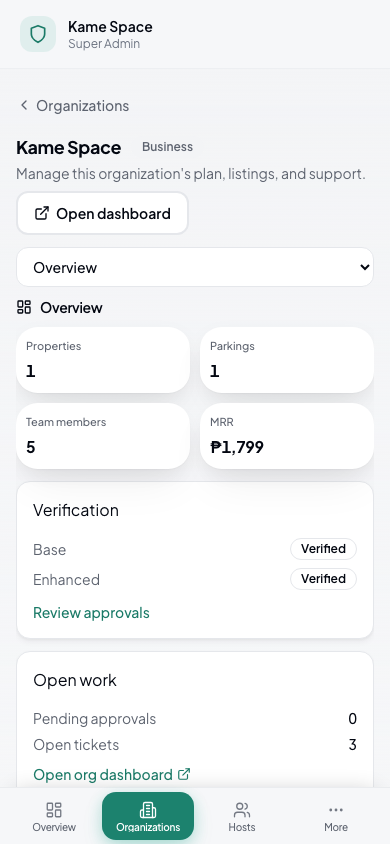 Kame Space
Super Admin
Organizations
Kame Space Business
Manage this organization's plan, listings, and support.
Open dashboard
Overview
Overview
Properties
1
Parkings
1
Team members
5
MRR
₱1,799
Verification
Base Verified
Enhanced Verified
Review approvals
Open work
Pending approvals 0
Open tickets 3
Open org dashboard
Overview Organizations Hosts More